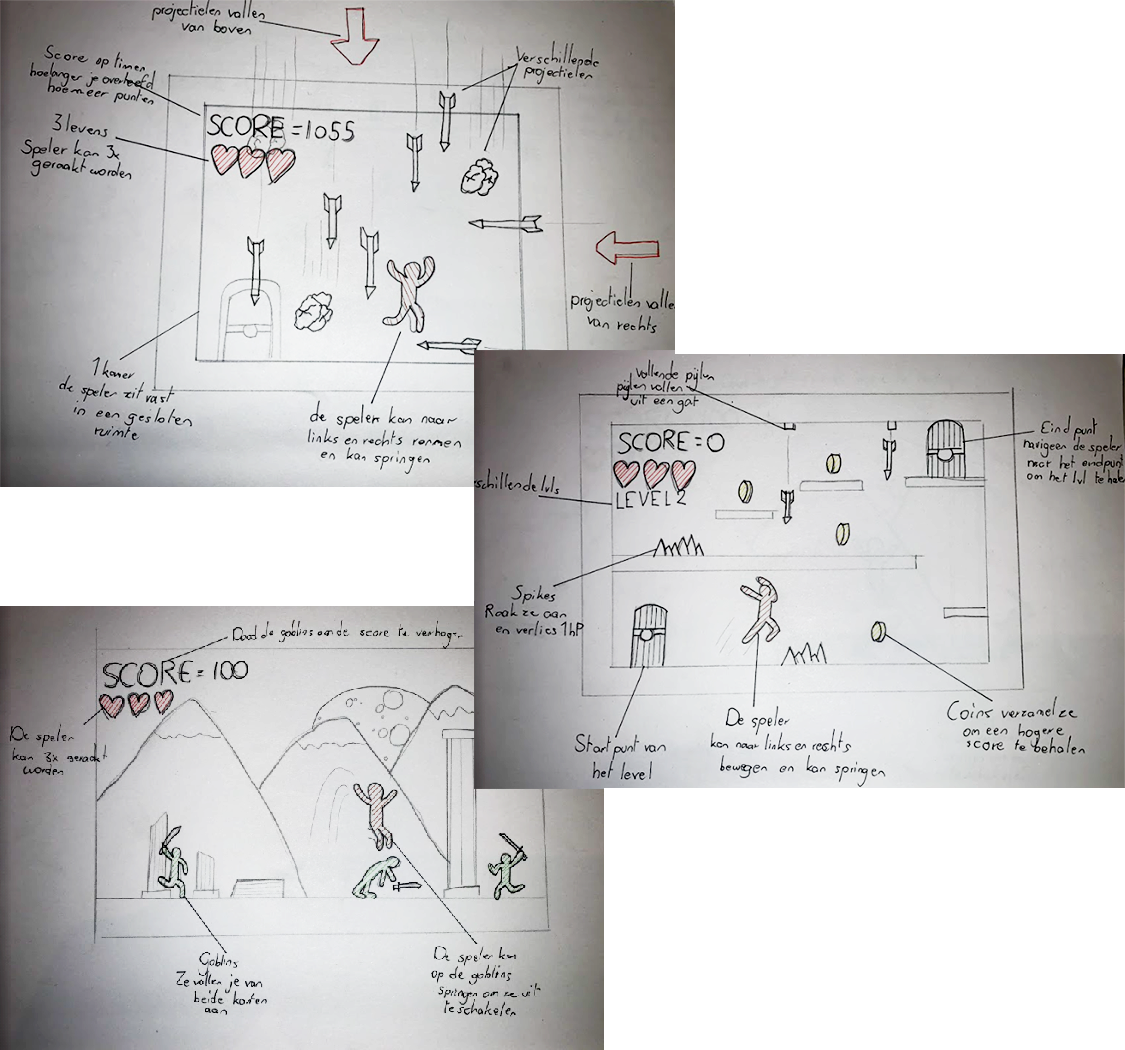 projectielen vallen
van boven
Score op timer
hoelanger je overleefd
hoe meer punten
3 levens
Speler kan 3x
geraakt worden
SCORE = 1055
Verschillende
projectielen
projectielen valle
van rechts
1 kamer
de speler zit vast
in een gesloten
ruimte
de speler kan naar
links en rechts rennen
en kan springen
vallende pijlen
pijlen vallen
uit een gat
SCORE = 0
LEVEL 2
schillende lvls
Eind punt
navigeer de speler
naar het eindpunt
om het lvl te hale
Spikes
Raak ze aan
en verlies 1 hP
Start punt van
het level
De speler
kan naar links en rechts
bewegen en kan springen
Coins verzamel ze
om een hogere
score te behalen
Dood de goblins om de score te verhoge
SCORE = 100
De speler
kan 3x geraakt
worden
Goblins
Ze vallen je van
beide kanten
aan
De speler kan
op de goblins
springen om ze uit
te schakelen